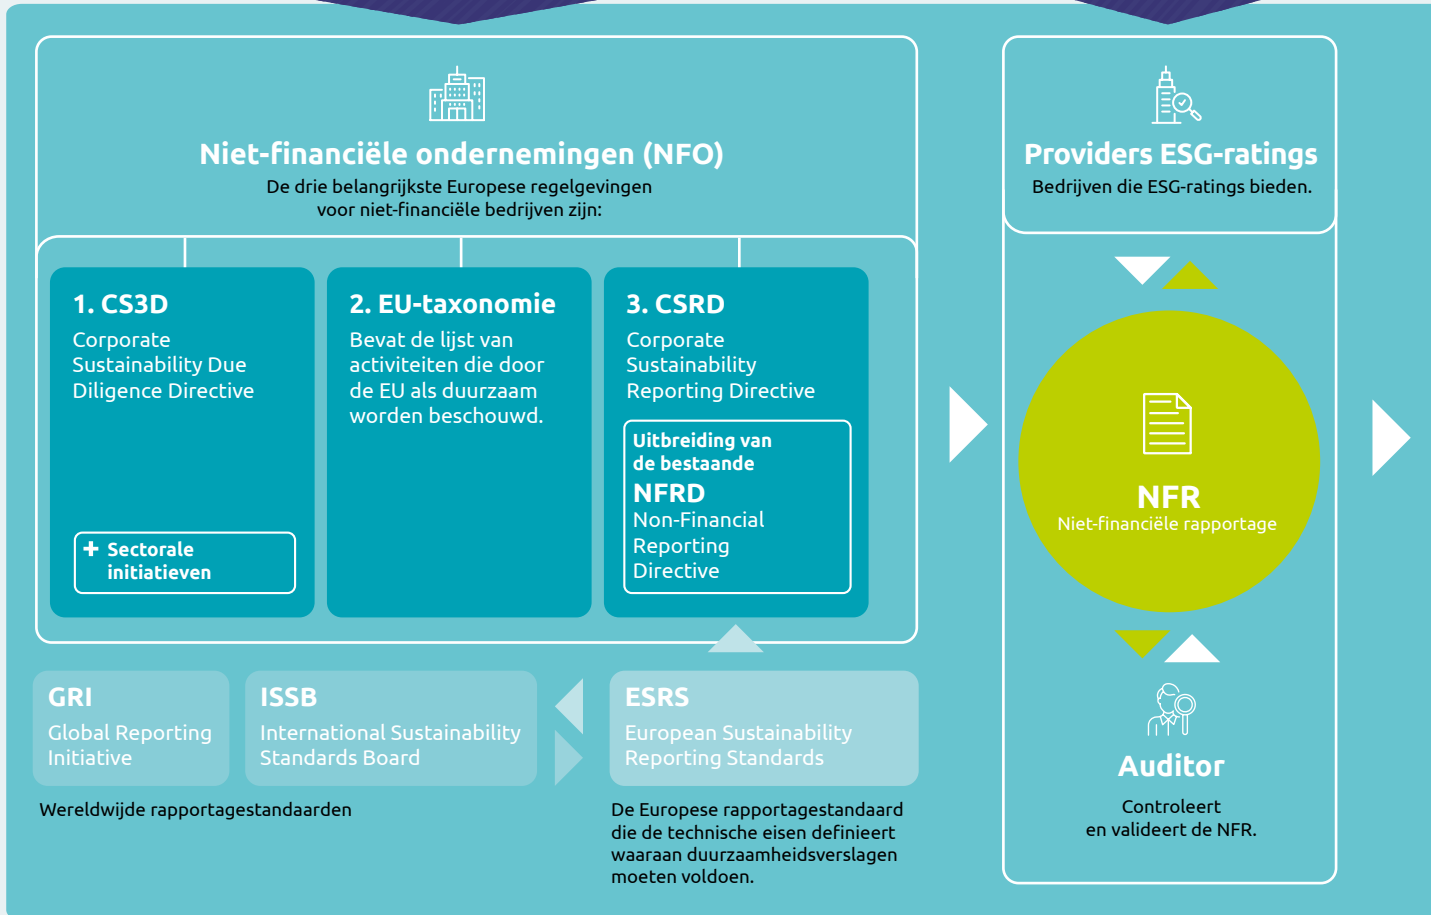 Niet-financiële ondernemingen (NFO)
De drie belangrijkste Europese regelgevingen
voor niet-financiële bedrijven zijn:
1. CS3D
Corporate
Sustainability Due
Diligence Directive
+ Sectorale
initiatieven
2. EU-taxonomie
Bevat de lijst van
activiteiten die door
de EU als duurzaam
worden beschouwd.
3. CSRD
Corporate
Sustainability
Reporting Directive
Uitbreiding van
de bestaande
NFRD
Non-Financial
Reporting
Directive
GRI
Global Reporting
Initiative
ISSB
International Sustainability
Standards Board
Wereldwijde rapportagestandaarden
ESRS
European Sustainability
Reporting Standards
De Europese rapportagestandaard
die de technische eisen definieert
waaraan duurzaamheidsverslagen
moeten voldoen.
Providers ESG-ratings
Bedrijven die ESG-ratings bieden.
NFR
Niet-financiële rapportage
Auditor
Controleert
en valideert de NFR.